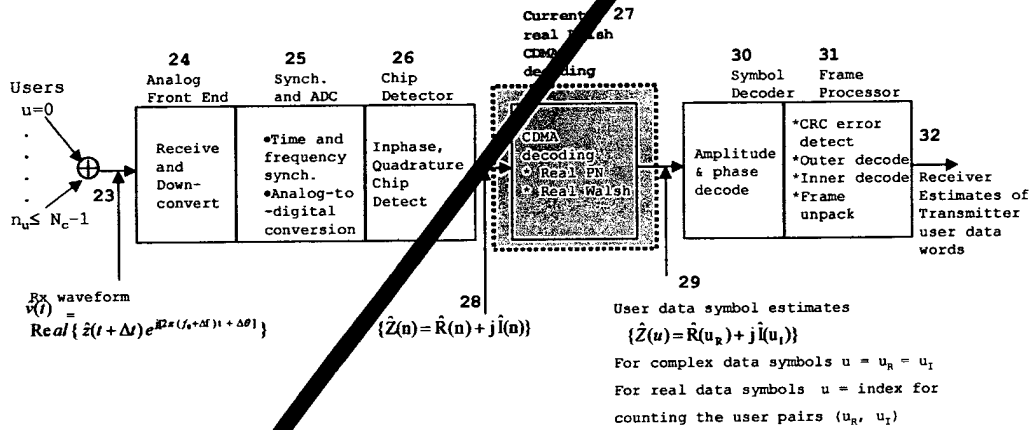 Users
u=0
n_u ≤ N_c-1
23
24
Analog
Front End
Receive
and
Down-
convert
25
Synch.
and ADC
•Time and
frequency
synch.
•Analog-to
-digital
conversion
26
Chip
Detector
Inphase,
Quadrature
Chip
Detect
27
Current
real
CDMA
decoding
CDMA
decoding
* Real PN
* Real Walsh
30
Symbol
Decoder
Amplitude
& phase
decode
31
Frame
Processor
*CRC error
detect
*Outer decode
*Inner decode
*Frame
unpack
32
Receiver
Estimates of
Transmitter
user data
words
Rx waveform
v(t) =
Real{ẑ(t+Δt)e^{j[2π(f₀+Δf)t + Δθ]}}
28
{Ẑ(n) = R̂(n) + jÎ(n)}
29
User data symbol estimates
{Ẑ(u) = R̂(u_R) + jÎ(u_I)}
For complex data symbols u = u_R = u_I
For real data symbols u = index for
counting the user pairs (u_R, u_I)